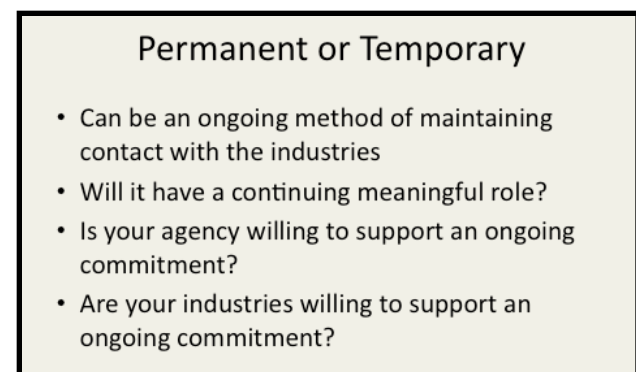 Permanent or Temporary
• Can be an ongoing method of maintaining
contact with the industries
• Will it have a continuing meaningful role?
• Is your agency willing to support an ongoing
commitment?
• Are your industries willing to support an
ongoing commitment?